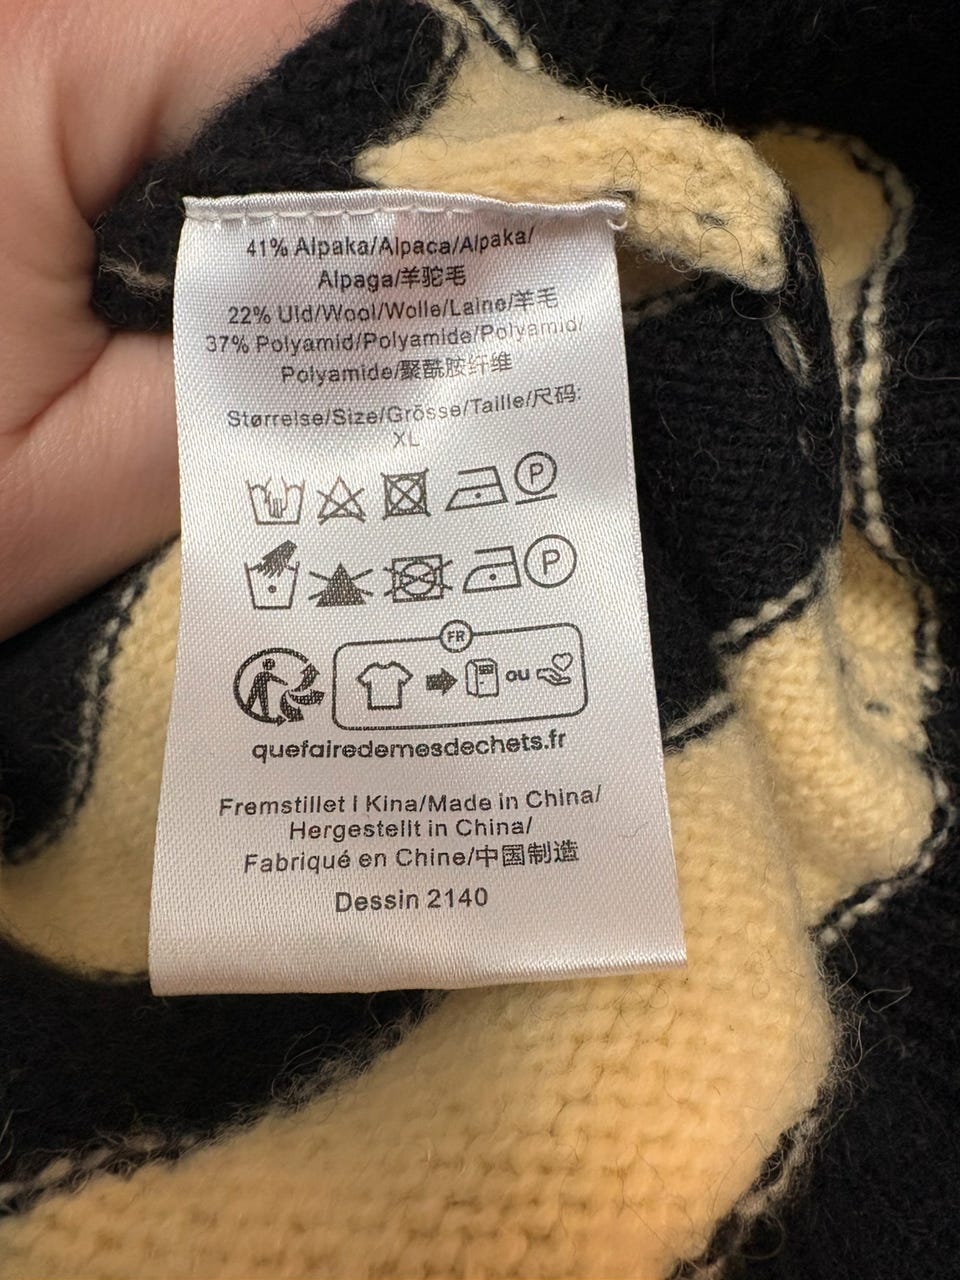 41% Alpaka/Alpaca/Alpaka/
Alpaga/羊驼毛
22% Uld/Wool/Wolle/Laine/羊毛
37% Polyamid/Polyamide/Polyamid/
Polyamide/聚酰胺纤维
Størrelse/Size/Grösse/Taille/尺码:
XL
P
P
FR
ou
quefairedemesdechets.fr
Fremstillet i Kina/Made in China/
Hergestellt in China/
Fabriqué en Chine/中国制造
Dessin 2140